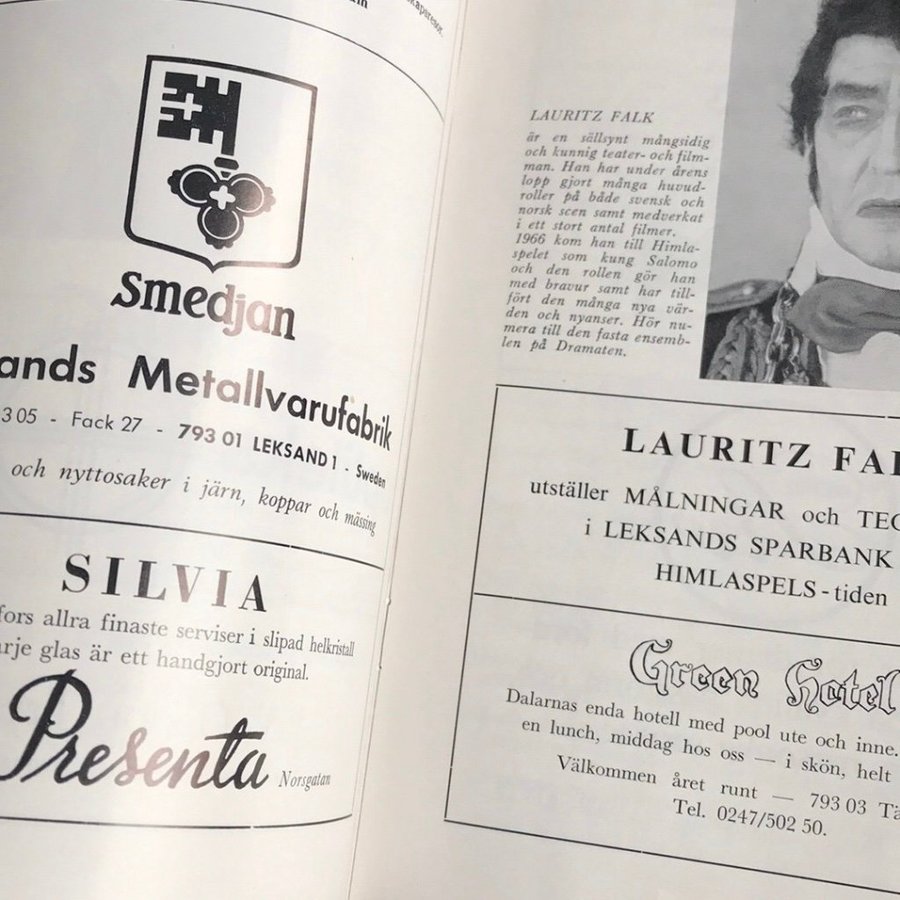 Smedjan
ands Metallvarufabrik
305 - Fack 27 - 793 01 LEKSAND 1 - Sweden
och nyttosaker i järn, koppar och mässing
SILVIA
fors allra finaste serviser i slipad helkristall
rje glas är ett handgjort original.
Presenta Norsgatan
LAURITZ FALK
är en sällsynt mångsidig
och kunnig teater- och film-
man. Han har under årens
lopp gjort många huvud-
roller på både svensk och
norsk scen samt medverkat
i ett stort antal filmer.
1966 kom han till Himla-
spelet som kung Salomo
och den rollen gör han
med bravur samt har till-
fört den många nya vär-
den och nyanser. Hör nu-
mera till den fasta ensemb-
len på Dramaten.
LAURITZ FAL
utställer MÅLNINGAR och TEC
i LEKSANDS SPARBANK
HIMLASPELS-tiden
Green Hotel
Dalarnas enda hotell med pool ute och inne.
en lunch, middag hos oss — i skön, helt
Välkommen året runt — 793 03 Tä
Tel. 0247/502 50.